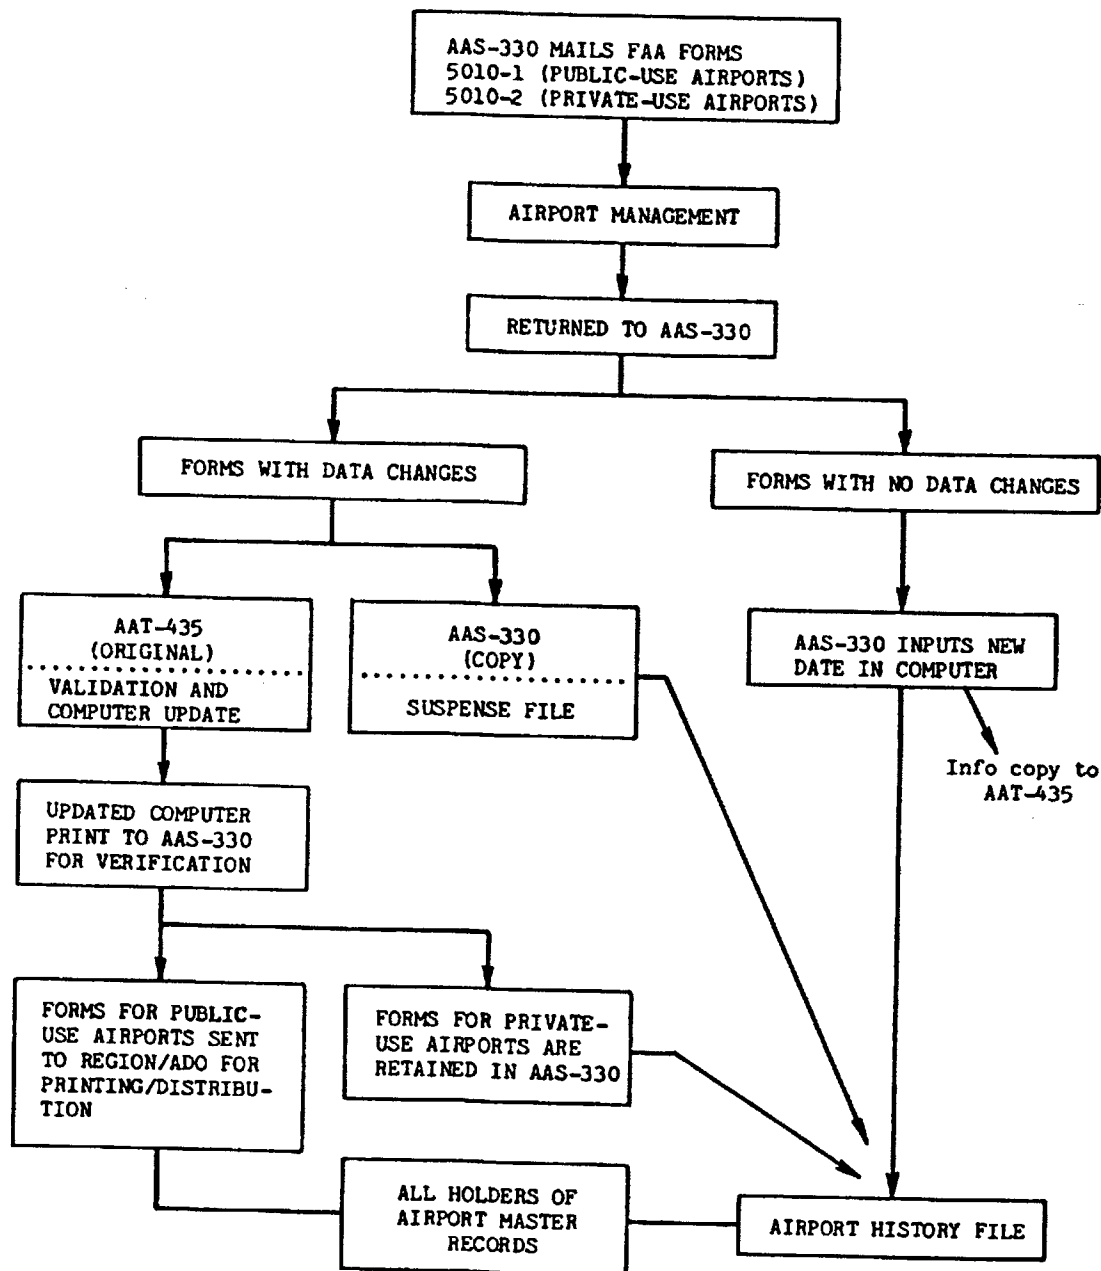 AAS-330 MAILS FAA FORMS
5010-1 (PUBLIC-USE AIRPORTS)
5010-2 (PRIVATE-USE AIRPORTS)
AIRPORT MANAGEMENT
RETURNED TO AAS-330
FORMS WITH DATA CHANGES
FORMS WITH NO DATA CHANGES
AAT-435
(ORIGINAL)
VALIDATION AND
COMPUTER UPDATE
AAS-330
(COPY)
SUSPENSE FILE
AAS-330 INPUTS NEW
DATE IN COMPUTER
Info copy to
AAT-435
UPDATED COMPUTER
PRINT TO AAS-330
FOR VERIFICATION
FORMS FOR PUBLIC-
USE AIRPORTS SENT
TO REGION/ADO FOR
PRINTING/DISTRIBU-
TION
FORMS FOR PRIVATE-
USE AIRPORTS ARE
RETAINED IN AAS-330
ALL HOLDERS OF
AIRPORT MASTER
RECORDS
AIRPORT HISTORY FILE